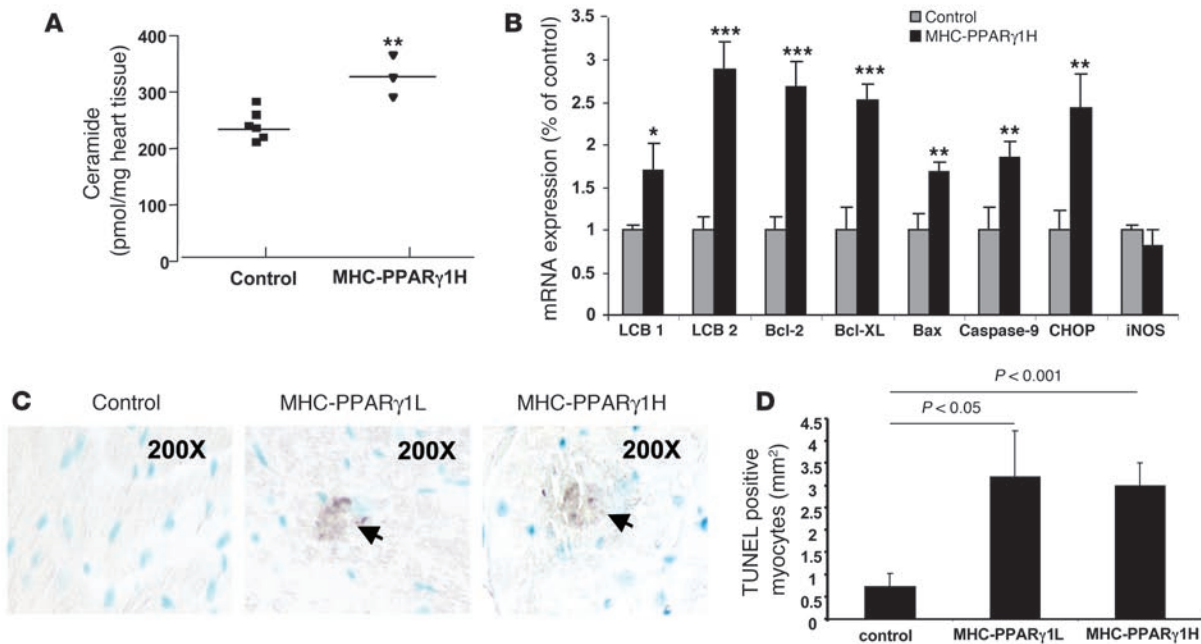 A
Ceramide
(pmol/mg heart tissue)
400
300
200
100
0
**
Control
MHC-PPARγ1H
B
mRNA expression (% of control)
3.5
3
2.5
2
1.5
1
0.5
0
Control
MHC-PPARγ1H
*
***
***
***
**
**
**
LCB 1
LCB 2
Bcl-2
Bcl-XL
Bax
Caspase-9
CHOP
iNOS
C
Control
MHC-PPARγ1L
MHC-PPARγ1H
200X
200X
200X
D
P < 0.001
P < 0.05
TUNEL positive
myocytes (mm²)
4.5
4
3.5
3
2.5
2
1.5
1
0.5
0
control
MHC-PPARγ1L
MHC-PPARγ1H